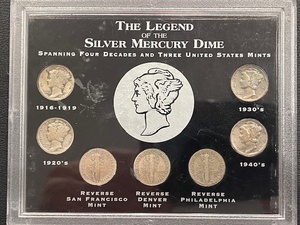 THE LEGEND
OF THE
SILVER MERCURY DIME
SPANNING FOUR DECADES AND THREE UNITED STATES MINTS
1916-1919
1930'S
1920'S
1940'S
REVERSE
SAN FRANCISCO
MINT
REVERSE
DENVER
MINT
REVERSE
PHILADELPHIA
MINT